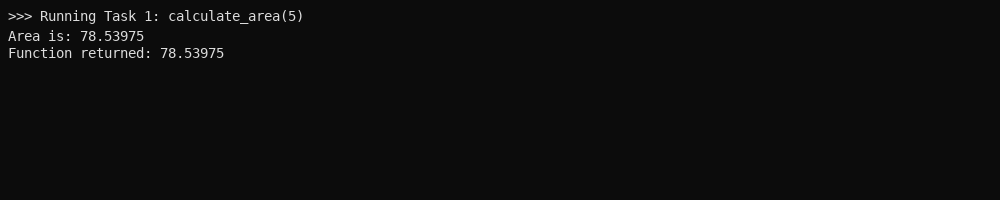 >>> Running Task 1: calculate_area(5)
Area is: 78.53975
Function returned: 78.53975